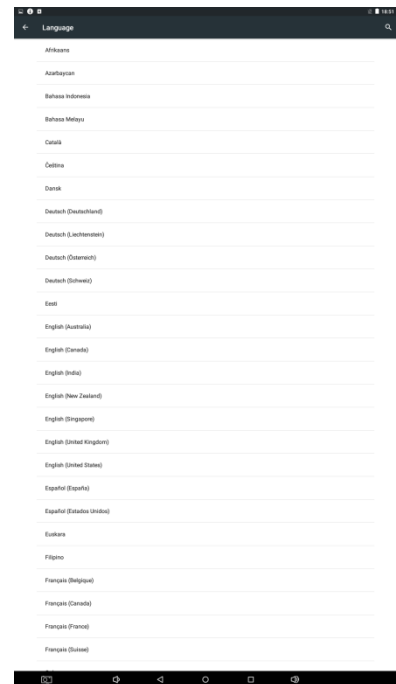 18:51
Language
Afrikaans
Azərbaycan
Bahasa Indonesia
Bahasa Melayu
Català
Čeština
Dansk
Deutsch (Deutschland)
Deutsch (Liechtenstein)
Deutsch (Österreich)
Deutsch (Schweiz)
Eesti
English (Australia)
English (Canada)
English (India)
English (New Zealand)
English (Singapore)
English (United Kingdom)
English (United States)
Español (España)
Español (Estados Unidos)
Euskara
Filipino
Français (Belgique)
Français (Canada)
Français (France)
Français (Suisse)